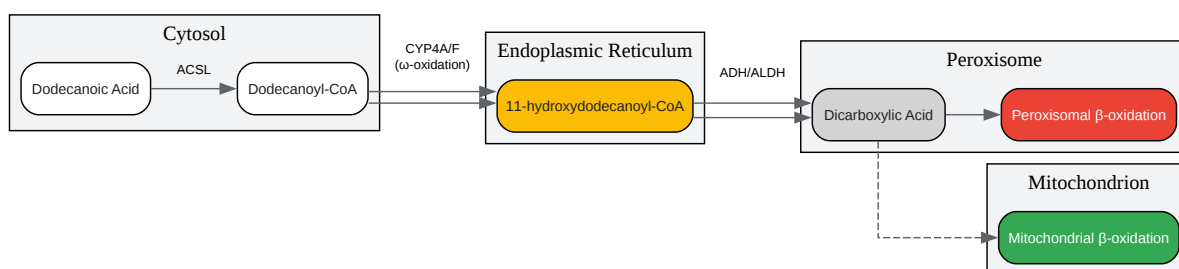 Cytosol
Dodecanoic Acid
ACSL
Dodecanoyl-CoA
CYP4A/F
(ω-oxidation)
Endoplasmic Reticulum
11-hydroxydodecanoyl-CoA
ADH/ALDH
Peroxisome
Dicarboxylic Acid
Peroxisomal β-oxidation
Mitochondrion
Mitochondrial β-oxidation